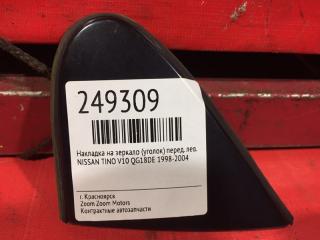 249309
Накладка на зеркало (уголок) перед. лев.
NISSAN TINO V10 QG18DE 1998-2004
г. Красноярск
Zoom Zoom Motors
Контрактные автозапчасти